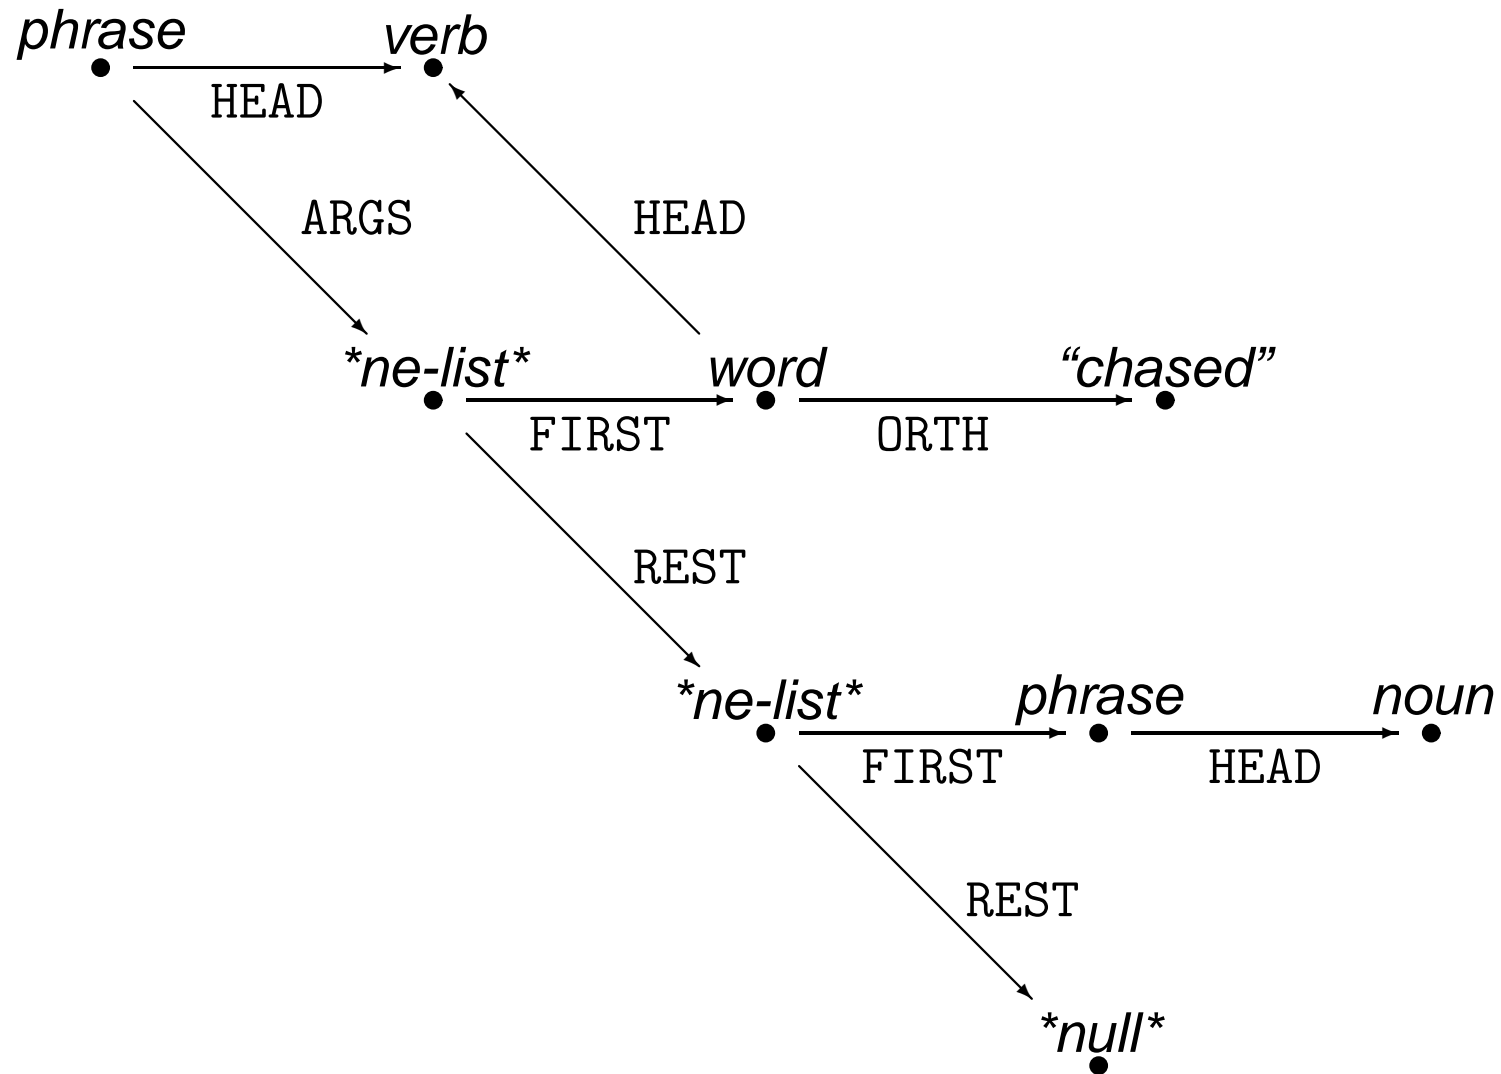 phrase verb
HEAD
ARGS HEAD
*ne-list* word “chased”
FIRST ORTH
REST
*ne-list* phrase noun
FIRST HEAD
REST
*null*